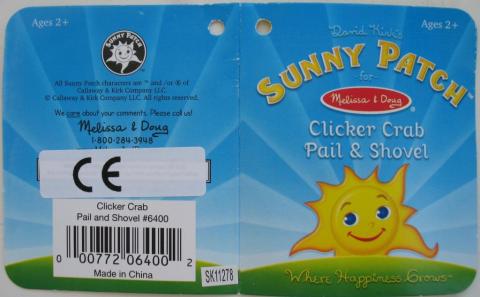 Ages 2+
SUNNY PATCH
All Sunny Patch characters are ™ and /or ® of
Callaway & Kirk Company LLC.
© Callaway & Kirk Company LLC. All rights reserved.
We care about your comments. Please call us!
Melissa & Doug
1-800-284-3948
CE
Clicker Crab
Pail and Shovel #6400
0 00772 06400 2
Made in China
SK11278
Ages 2+
David Kirk's
SUNNY PATCH™
-for-
Melissa & Doug
Clicker Crab
Pail & Shovel
Where Happiness Grows™